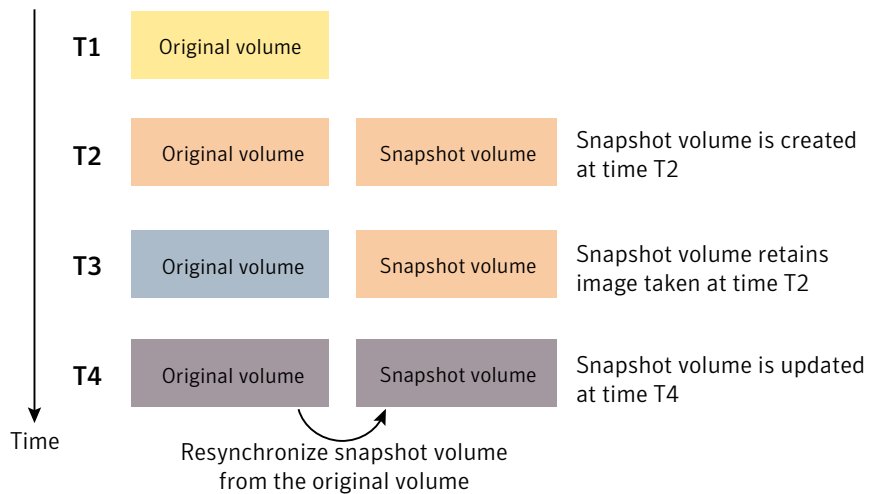 T1
Original volume
T2
Original volume
Snapshot volume
Snapshot volume is created
at time T2
T3
Original volume
Snapshot volume
Snapshot volume retains
image taken at time T2
T4
Original volume
Snapshot volume
Snapshot volume is updated
at time T4
Time
Resynchronize snapshot volume
from the original volume